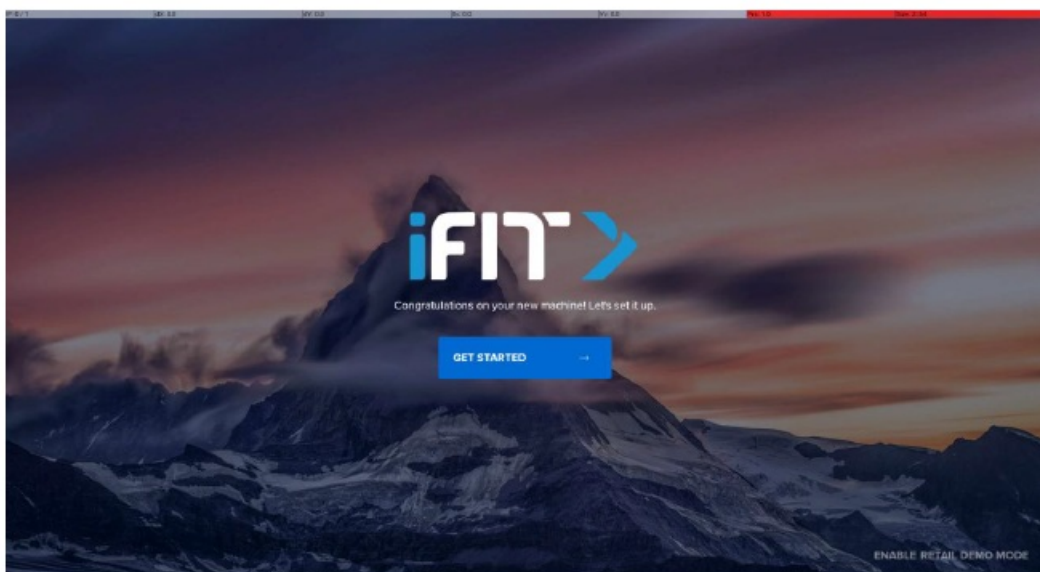 iFIT
Congratulations on your new machine! Let's set it up.
GET STARTED →
ENABLE RETAIL DEMO MODE